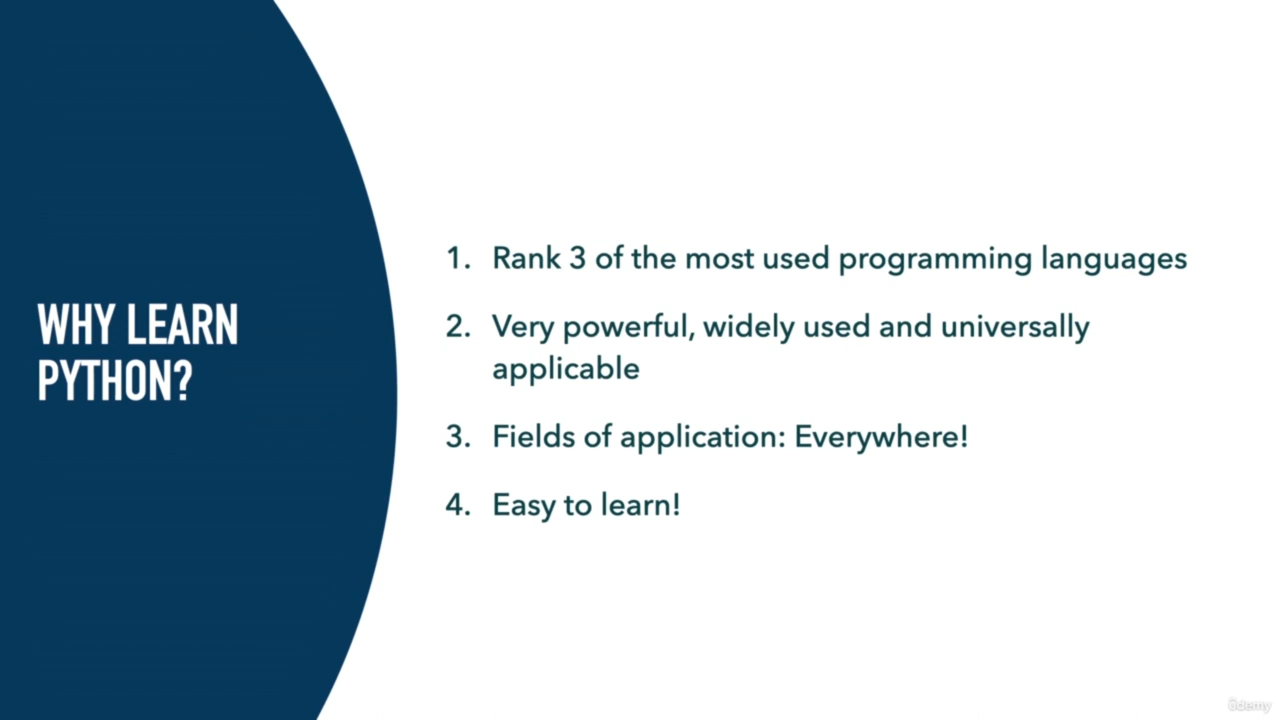 WHY LEARN
PYTHON?
1. Rank 3 of the most used programming languages
2. Very powerful, widely used and universally
applicable
3. Fields of application: Everywhere!
4. Easy to learn!
ûdemy